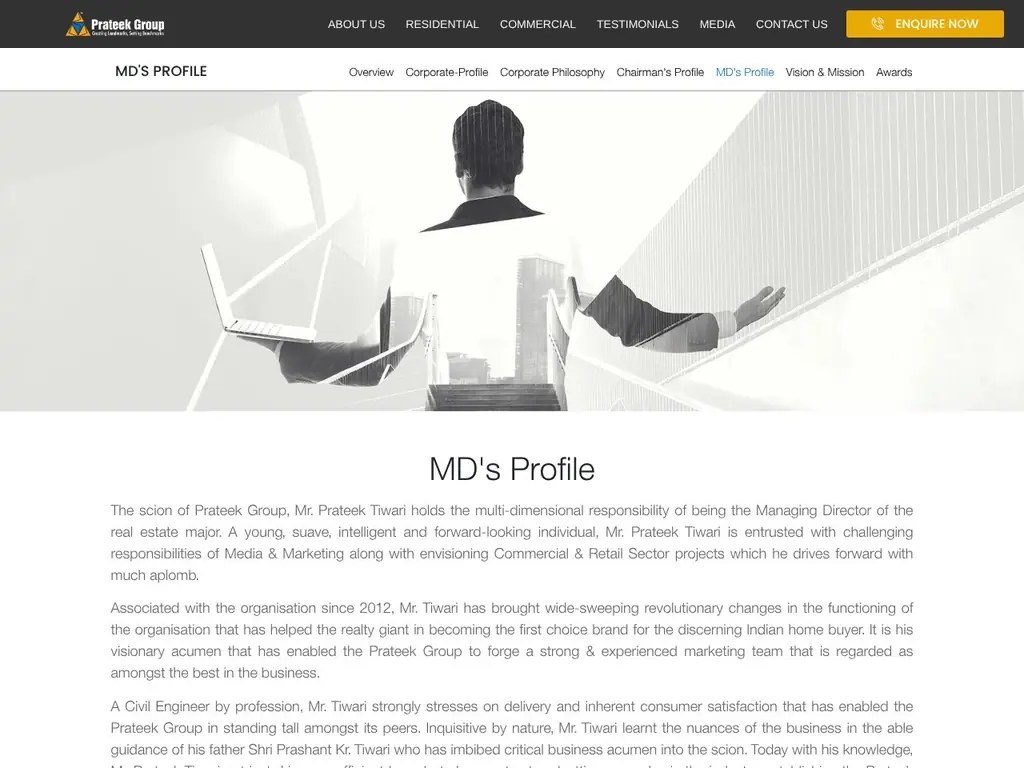 Prateek Group
Creating Landmarks, Setting Benchmarks
ABOUT US RESIDENTIAL COMMERCIAL TESTIMONIALS MEDIA CONTACT US ENQUIRE NOW
MD'S PROFILE Overview Corporate-Profile Corporate Philosophy Chairman's Profile MD's Profile Vision & Mission Awards
MD's Profile
The scion of Prateek Group, Mr. Prateek Tiwari holds the multi-dimensional responsibility of being the Managing Director of the
real estate major. A young, suave, intelligent and forward-looking individual, Mr. Prateek Tiwari is entrusted with challenging
responsibilities of Media & Marketing along with envisioning Commercial & Retail Sector projects which he drives forward with
much aplomb.
Associated with the organisation since 2012, Mr. Tiwari has brought wide-sweeping revolutionary changes in the functioning of
the organisation that has helped the realty giant in becoming the first choice brand for the discerning Indian home buyer. It is his
visionary acumen that has enabled the Prateek Group to forge a strong & experienced marketing team that is regarded as
amongst the best in the business.
A Civil Engineer by profession, Mr. Tiwari strongly stresses on delivery and inherent consumer satisfaction that has enabled the
Prateek Group in standing tall amongst its peers. Inquisitive by nature, Mr. Tiwari learnt the nuances of the business in the able
guidance of his father Shri Prashant Kr. Tiwari who has imbibed critical business acumen into the scion. Today with his knowledge,